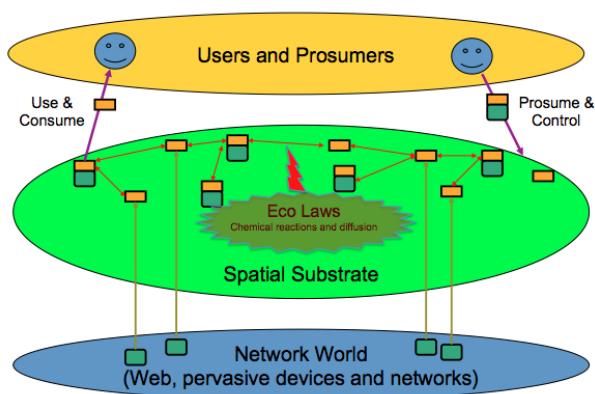 Users and Prosumers
Use &
Consume
Prosume &
Control
Eco Laws
Chemical reactions and diffusion
Spatial Substrate
Network World
(Web, pervasive devices and networks)